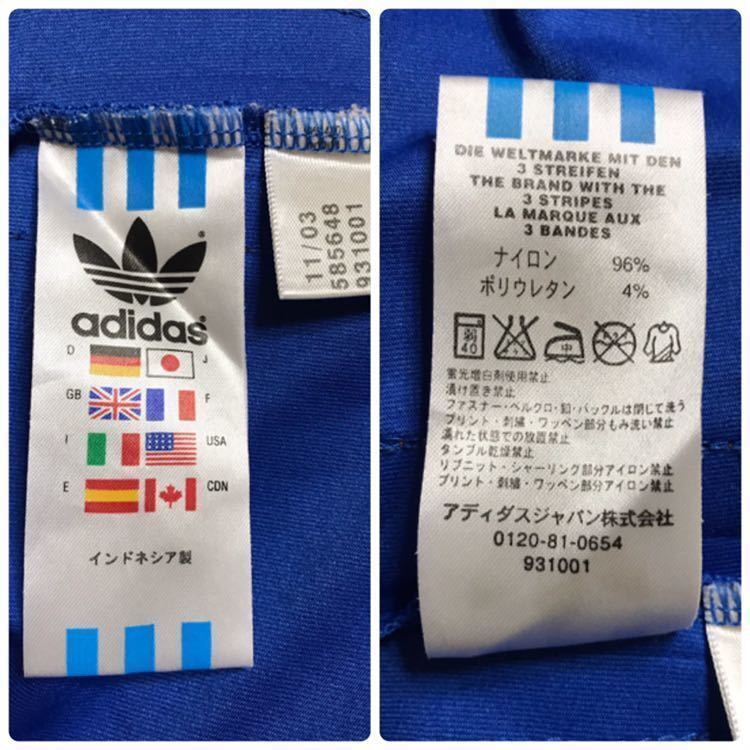 adidas
D J
GB F
I USA
E CDN
インドネシア製
11/03
585648
931001
DIE WELTMARKE MIT DEN
3 STREIFEN
THE BRAND WITH THE
3 STRIPES
LA MARQUE AUX
3 BANDES
ナイロン 96%
ポリウレタン 4%
弱
40
蛍光増白剤使用禁止
漬け置き禁止
ファスナー・ベルクロ・釦・バックルは閉じて洗う
プリント・刺繍・ワッペン部分もみ洗い禁止
濡れた状態での放置禁止
タンブル乾燥禁止
リブニット・シャーリング部分アイロン禁止
プリント・刺繍・ワッペン部分アイロン禁止
アディダスジャパン株式会社
0120-81-0654
931001